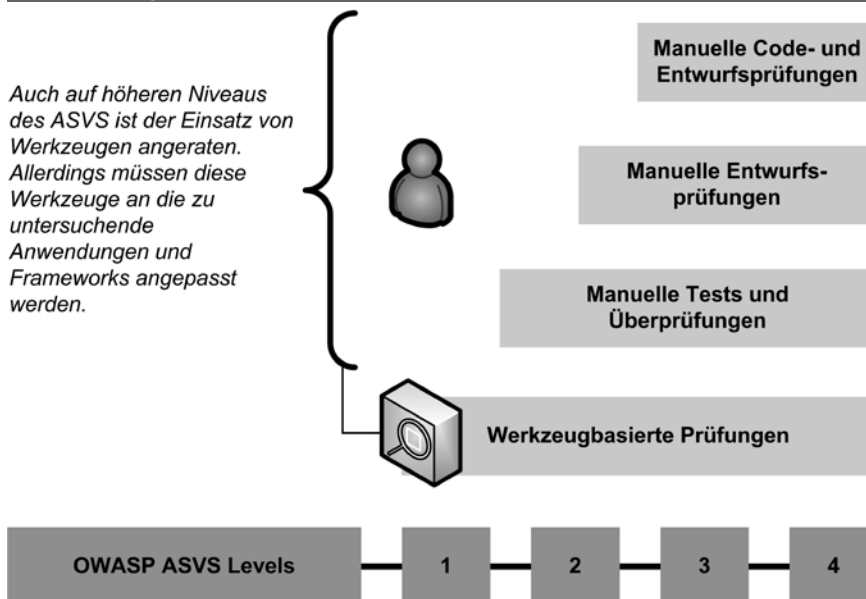 Auch auf höheren Niveaus
des ASVS ist der Einsatz von
Werkzeugen angeraten.
Allerdings müssen diese
Werkzeuge an die zu
untersuchende
Anwendungen und
Frameworks angepasst
werden.
Manuelle Code- und
Entwurfsprüfungen
Manuelle Entwurfs-
prüfungen
Manuelle Tests und
Überprüfungen
Werkzeugbasierte Prüfungen
OWASP ASVS Levels 1 2 3 4